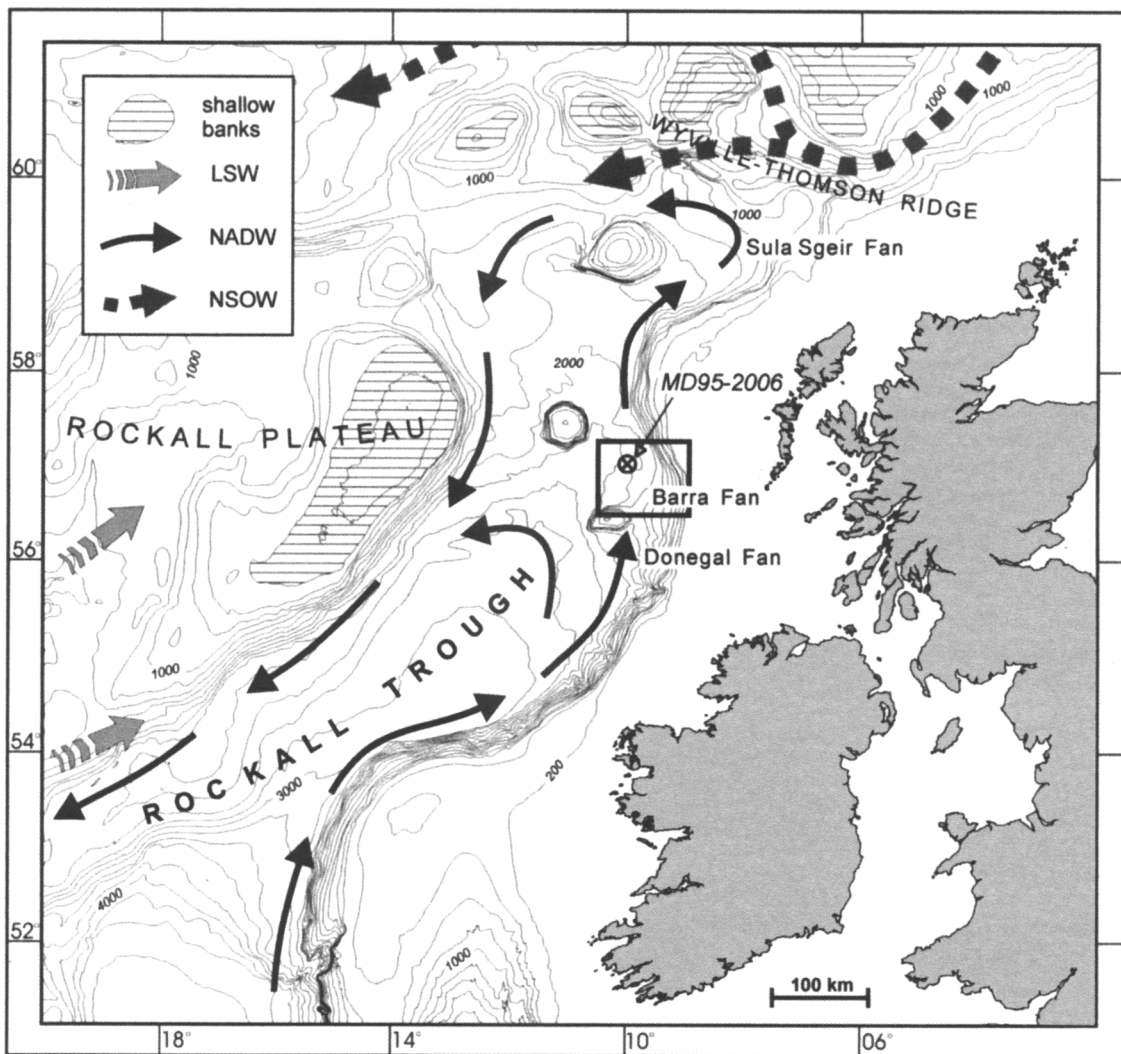 shallow
banks
LSW
NADW
NSOW
60°
58°
56°
54°
52°
18°
14°
10°
06°
WYVILLE-THOMSON RIDGE
1000
1000
1000
1000
Sula Sgeir Fan
1000
2000
MD95-2006
ROCKALL PLATEAU
Barra Fan
Donegal Fan
ROCKALL TROUGH
1000
3000
200
4000
1000
100 km